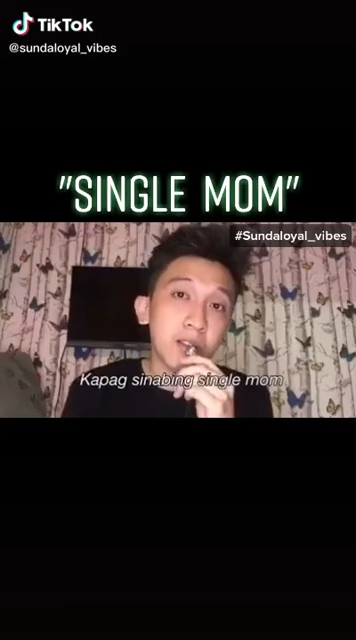 TikTok
@sundaloyal_vibes
"SINGLE MOM"
#Sundaloyal_vibes
Kapag sinabing single mom